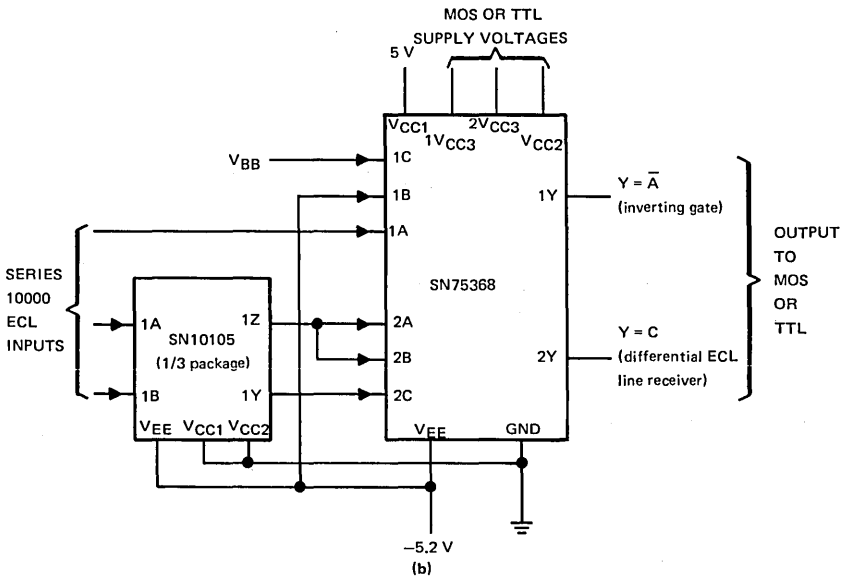 MOS OR TTL
SUPPLY VOLTAGES
5 V
VCC1
1VCC3
2VCC3
VCC2
VBB
1C
1B
1A
1Y
Y = A̅
(inverting gate)
SERIES
10000
ECL
INPUTS
SN75368
OUTPUT
TO
MOS
OR
TTL
1A
SN10105
(1/3 package)
1Z
1B
1Y
VEE
VCC1
VCC2
2A
2B
2C
2Y
Y = C
(differential ECL
line receiver)
VEE
GND
−5.2 V
(b)